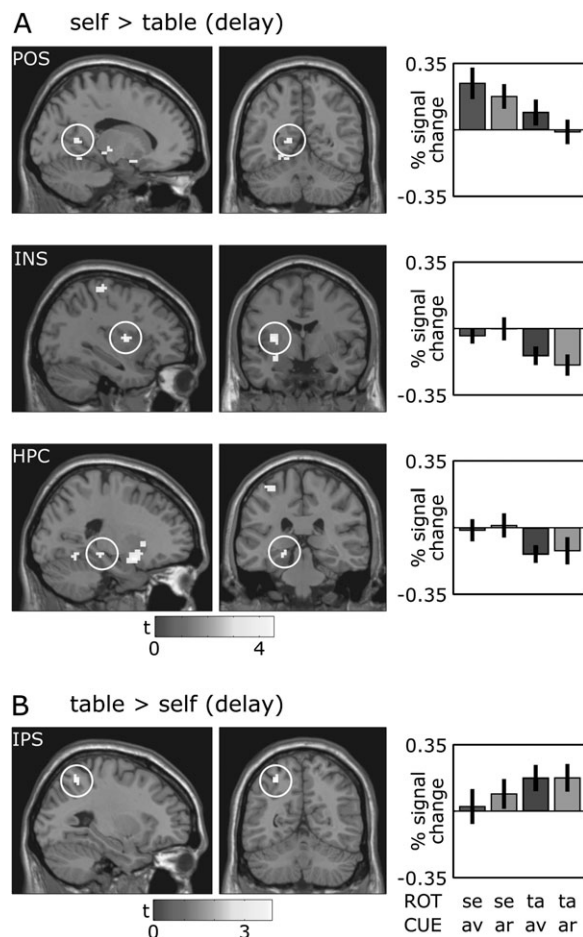 A self > table (delay)
POS
0.35
% signal
change
-0.35
INS
0.35
% signal
change
-0.35
HPC
0.35
% signal
change
-0.35
t
0 4
B table > self (delay)
IPS
0.35
% signal
change
-0.35
t
0 3
ROT se se ta ta
CUE av ar av ar